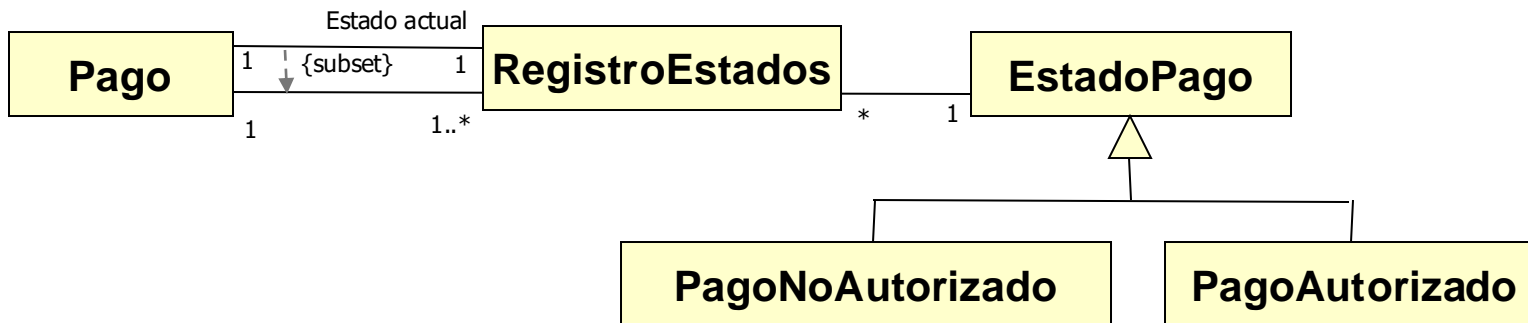 Estado actual
Pago
1
{subset}
1
RegistroEstados
EstadoPago
1
1..*
*
1
PagoNoAutorizado
PagoAutorizado